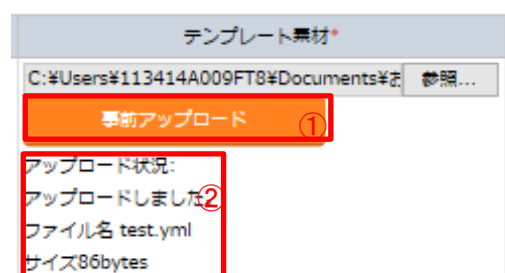 テンプレート素材*
C:¥Users¥113414A009FT8¥Documents¥お 参照...
事前アップロード ①
アップロード状況:
アップロードしました ②
ファイル名 test.yml
サイズ86bytes